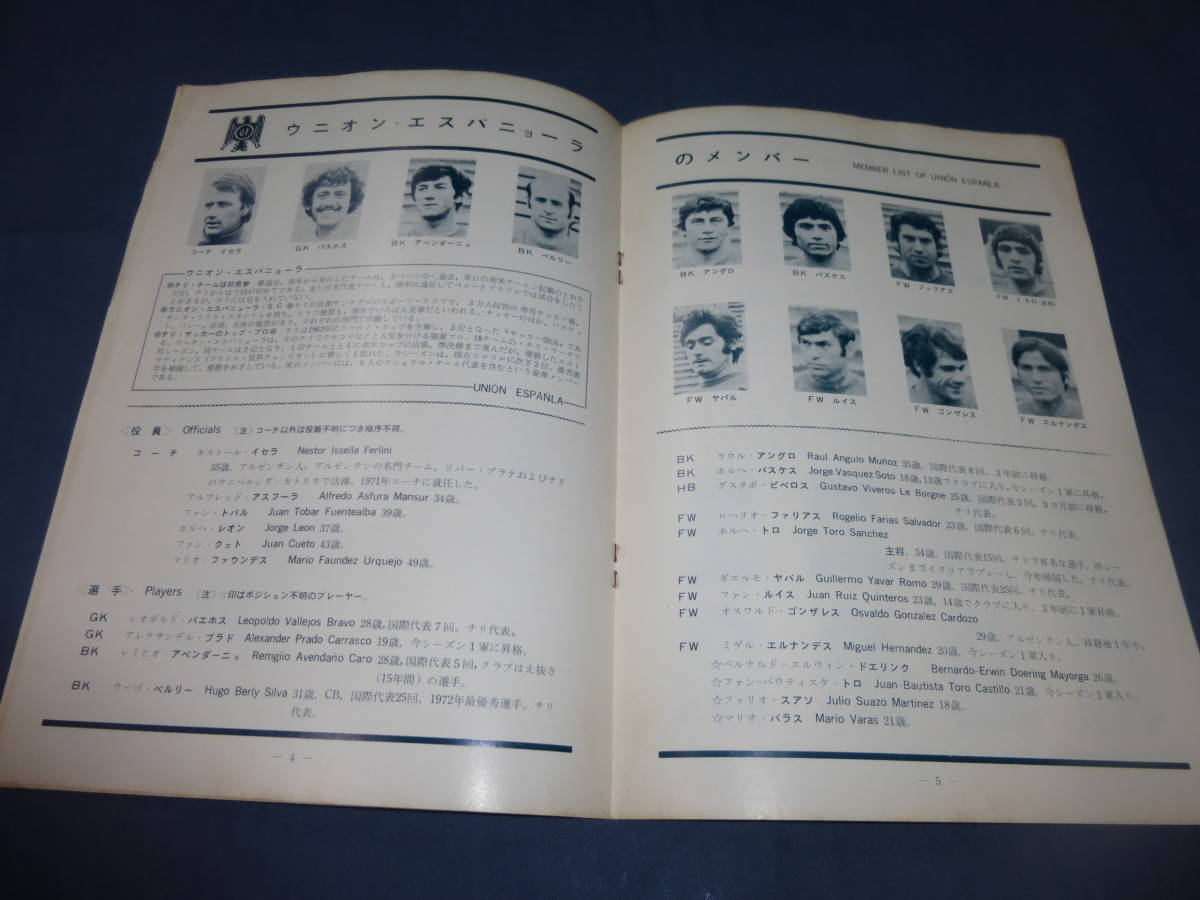 ウニオン・エスパニョーラ
コーチ イセラ
GK バエホス
BK アベンダーニョ
BK ベルリー
ウニオン・エスパニョーラ
UNIÓN ESPAÑLA
〈役 員〉 Officials 〔注〕コーチ以外は役職不明につき順序不同。
コーチ ネストール・イセラ Nestor Issella Ferlini
35歳。アルゼンチン人。アルゼンチンの名門チーム、リバー・プラテおよびチリ
のウニベルシダ・カトリカで活躍。1971年コーチに就任した。
アルフレッド・アスフーラ Alfredo Asfura Mansur 34歳。
ファン・トバル Juan Tobar Fuentealba 39歳。
ホルヘ・レオン Jorge Leon 37歳。
ファン・クェト Juan Cueto 43歳。
マリオ・ファウンデス Mario Faundez Urquejo 49歳。
〈選 手〉 Players 〔注〕☆印はポジション不明のプレーヤー。
GK レオポルド・バエホス Leopoldo Vallejos Bravo 28歳,国際代表7回。チリ代表。
GK アレクサンデル・プラド Alexander Prado Carrasco 19歳,今シーズン1軍に昇格。
BK レミヒオ・アベンダーニョ Remgiio Avendaño Caro 28歳,国際代表5回,クラブはえ抜き
(15年間)の選手。
BK ウーゴ・ベルリー Hugo Berly Silva 31歳,CB,国際代表25回,1972年最優秀選手。チリ
代表。
— 4 —
のメンバー
MEMBER LIST OF UNIÓN ESPAÑLA
BK アングロ
BK バスケス
FW フェリアス
FW J.トロ
FW ヤバル
FW ルイス
FW ゴンザレス
FW エルナンデス
BK ラウル・アングロ Raul Angulo Muñoz 35歳,国際代表8回,3年前に移籍。
BK ホルヘ・バスケス Jorge Vasquez Soto 18歳,13歳でクラブに入り,今シーズン1軍に昇格。
HB グスタボ・ビベロス Gustavo Viveros Le Borgne 25歳,国際代表3回,3カ月前に移籍。
チリ代表。
FW ロヘリオ・ファリアス Rogelio Farias Salvador 23歳,国際代表6回。チリ代表。
FW ホルヘ・トロ Jorge Toro Sanchez
主将。34歳,国際代表15回。チリで有名な選手。昨シー
ズンまでイタリアでプレーし,今年帰国した。チリ代表。
FW ギエルモ・ヤバル Guillermo Yavar Romo 29歳,国際代表25回,チリ代表。
FW ファン・ルイス Juan Ruiz Quinteros 23歳,14歳でクラブに入り,3年前に1軍昇格。
FW オスワルド・ゴンザレス Osvaldo Gonzalez Cardozo
29歳。アルゼンチン人,移籍後1年半。
FW ミゲル・エルナンデス Miguel Hernandez 20歳,今シーズン1軍入り。
☆ベルナルド-エルウィン・ドエリンク Bernardo-Erwin Doering Mayorga 26歳。
☆ファン-バウティスタ・トロ Juan-Bautista Toro Castillo 21歳,今シーズン1軍入り。
☆ファリオ・スアソ Julio Suazo Martinez 18歳。
☆マリオ・バラス Mario Varas 21歳。
— 5 —